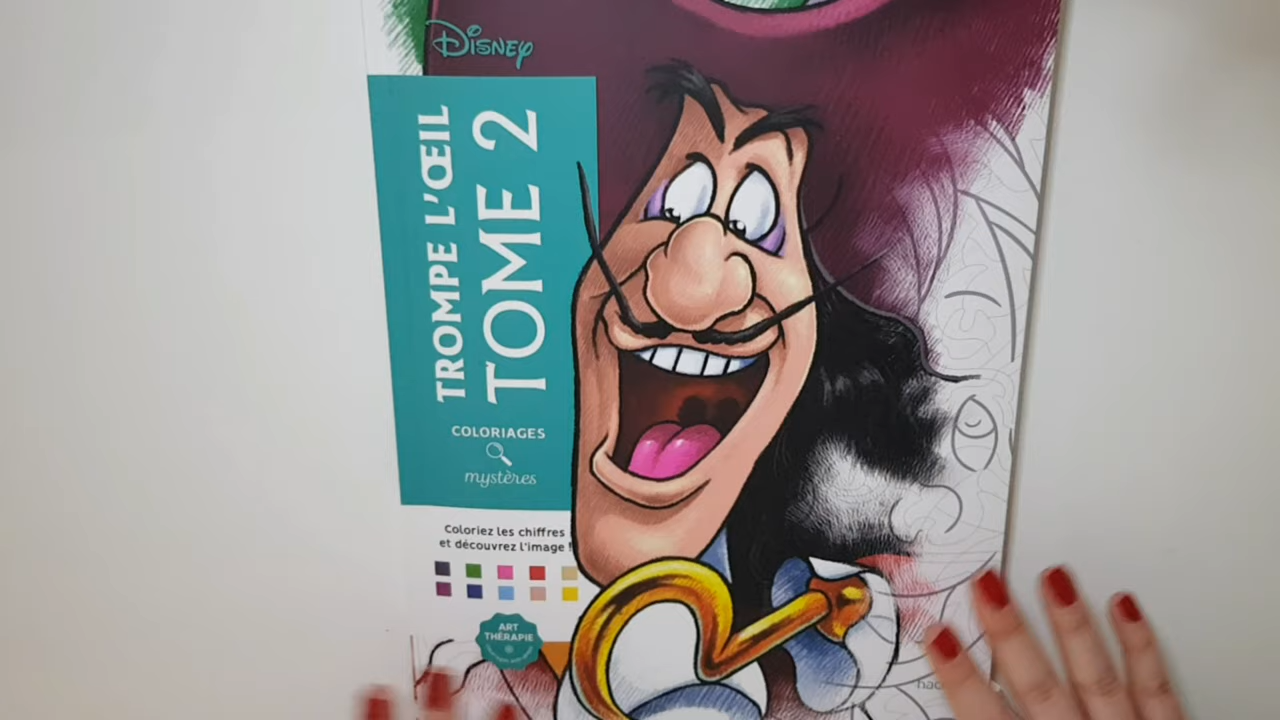 DISNEY
TROMPE L'ŒIL
TOME 2
COLORIAGES
mystères
Coloriez les chiffres
et découvrez l'image !
ART
THÉRAPIE